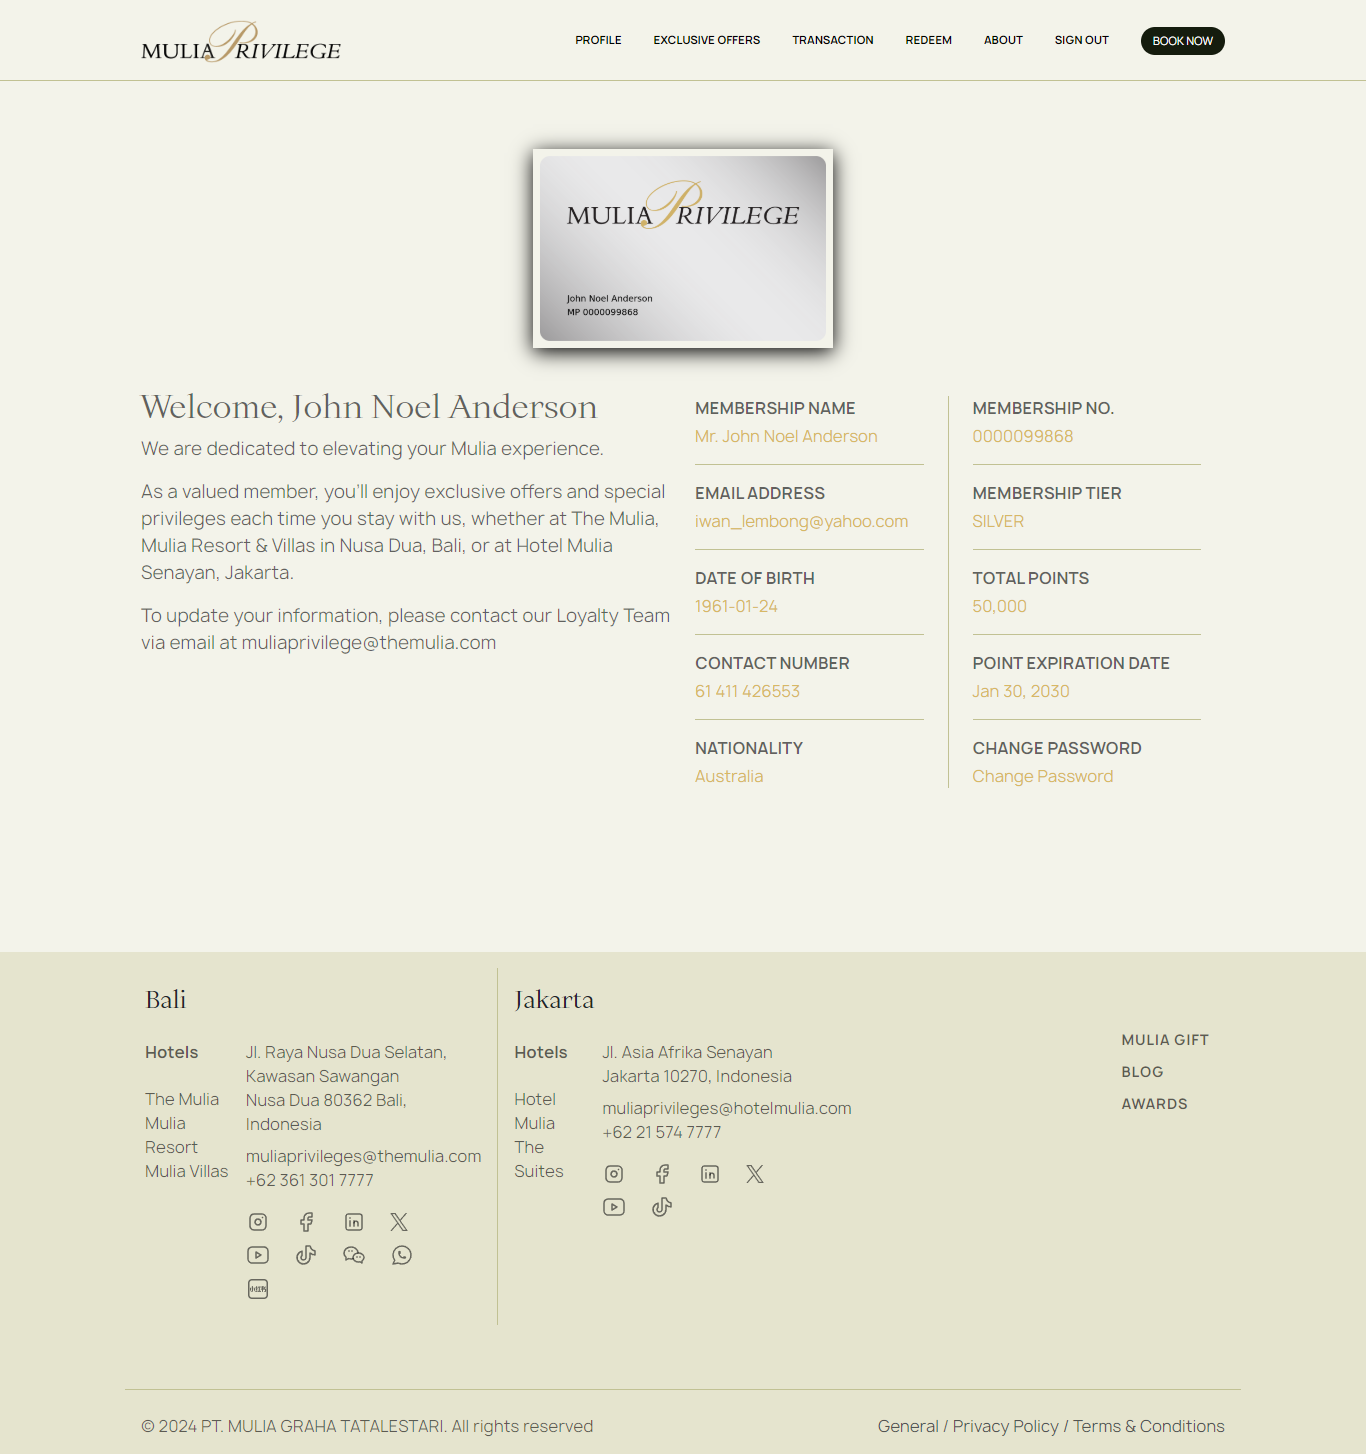 MULIA PRIVILEGE
PROFILE
EXCLUSIVE OFFERS
TRANSACTION
REDEEM
ABOUT
SIGN OUT
BOOK NOW
MULIA PRIVILEGE
John Noel Anderson
MP 0000099868
Welcome, John Noel Anderson
We are dedicated to elevating your Mulia experience.
As a valued member, you'll enjoy exclusive offers and special
privileges each time you stay with us, whether at The Mulia,
Mulia Resort & Villas in Nusa Dua, Bali, or at Hotel Mulia
Senayan, Jakarta.
To update your information, please contact our Loyalty Team
via email at muliaprivilege@themulia.com
MEMBERSHIP NAME
Mr. John Noel Anderson
EMAIL ADDRESS
iwan_lembong@yahoo.com
DATE OF BIRTH
1961-01-24
CONTACT NUMBER
61 411 426553
NATIONALITY
Australia
MEMBERSHIP NO.
0000099868
MEMBERSHIP TIER
SILVER
TOTAL POINTS
50,000
POINT EXPIRATION DATE
Jan 30, 2030
CHANGE PASSWORD
Change Password
Bali
Hotels
The Mulia
Mulia
Resort
Mulia Villas
Jl. Raya Nusa Dua Selatan,
Kawasan Sawangan
Nusa Dua 80362 Bali,
Indonesia
muliaprivileges@themulia.com
+62 361 301 7777
Jakarta
Hotels
Hotel
Mulia
The
Suites
Jl. Asia Afrika Senayan
Jakarta 10270, Indonesia
muliaprivileges@hotelmulia.com
+62 21 574 7777
MULIA GIFT
BLOG
AWARDS
© 2024 PT. MULIA GRAHA TATALESTARI. All rights reserved
General / Privacy Policy / Terms & Conditions